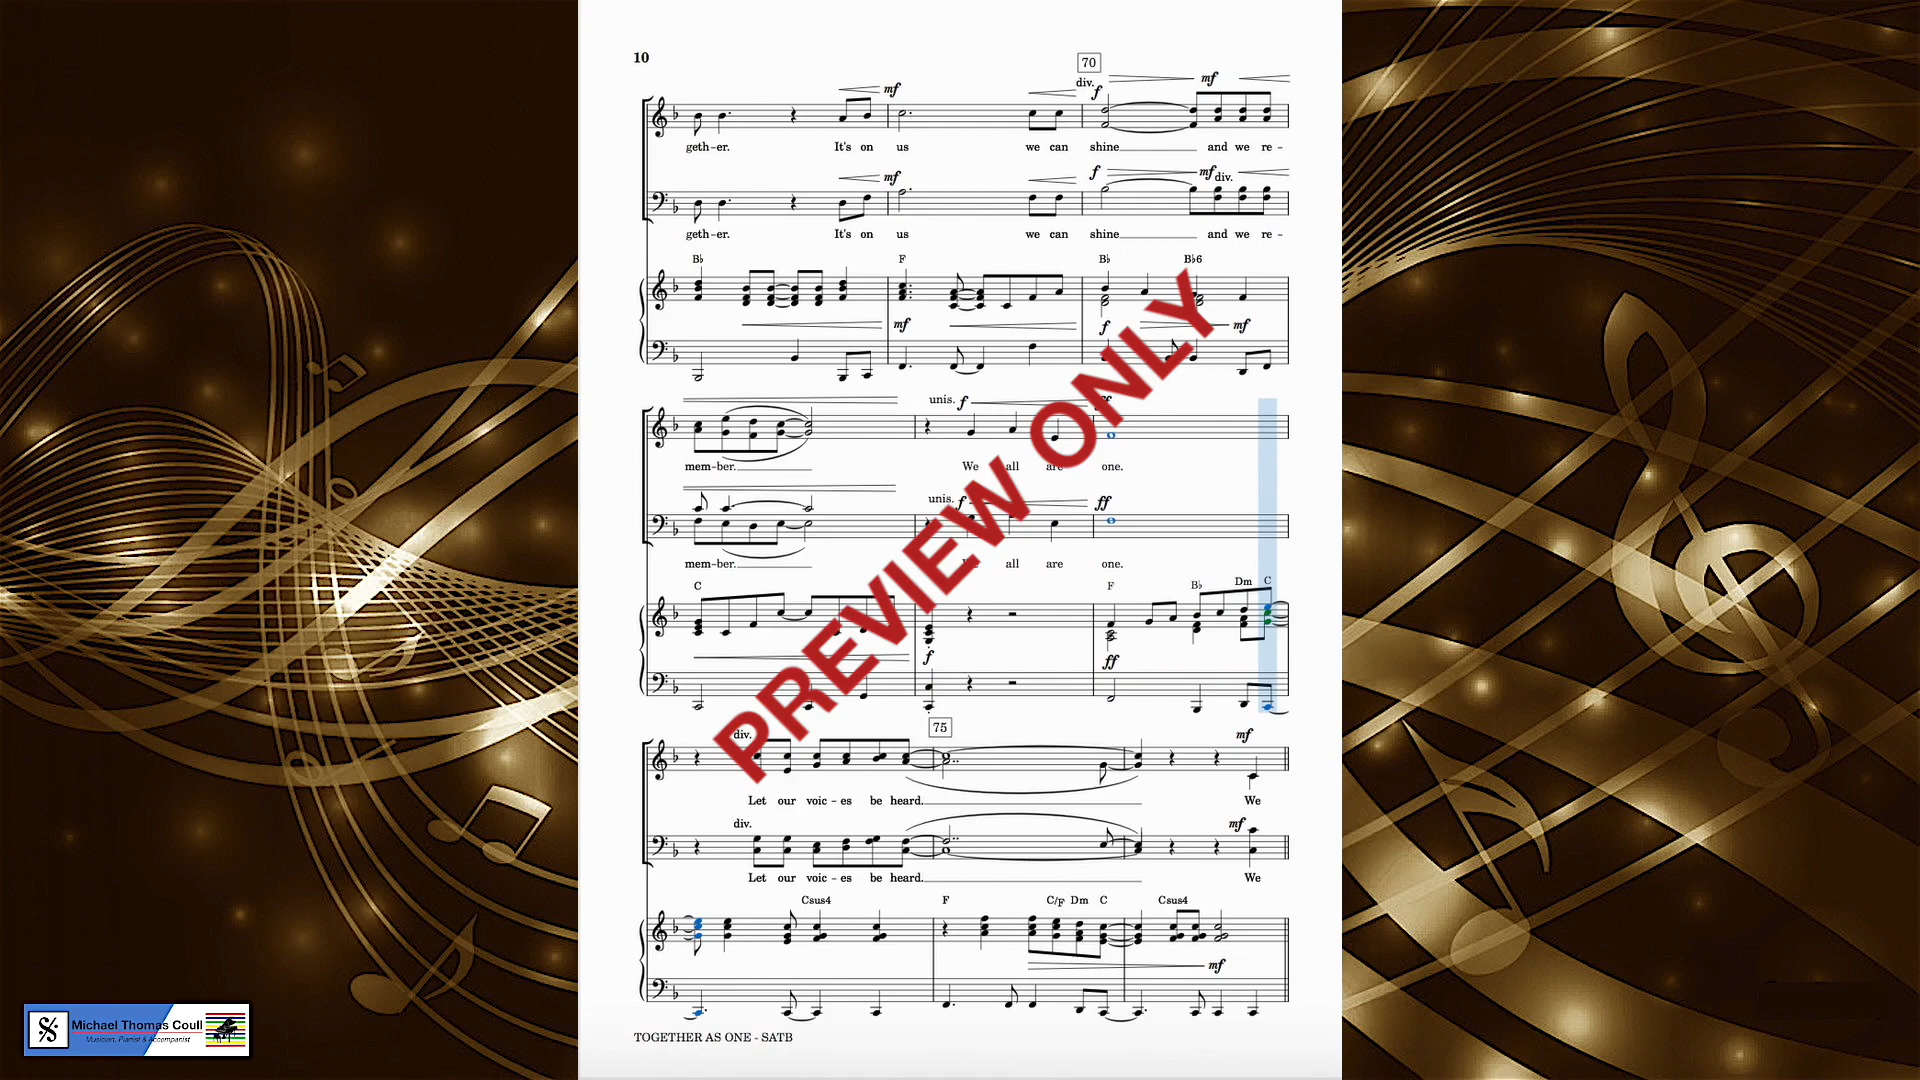 10
70
mf
div. f
mf
geth-er. It's on us we can shine and we re -
f
mf
mf div.
geth-er. It's on us we can shine and we re -
B♭ F B♭ B♭6
mf f mf
unis. f ff
mem-ber. We all are one.
unis. f ff
mem-ber. all are one.
C F B♭ Dm C
f ff
PREVIEW ONLY
75
div. mf
Let our voic - es be heard. We
div. mf
Let our voic - es be heard. We
Csus4 F C/F Dm C Csus4
mf
TOGETHER AS ONE - SATB
Michael Thomas Coull
Musician, Pianist & Accompanist